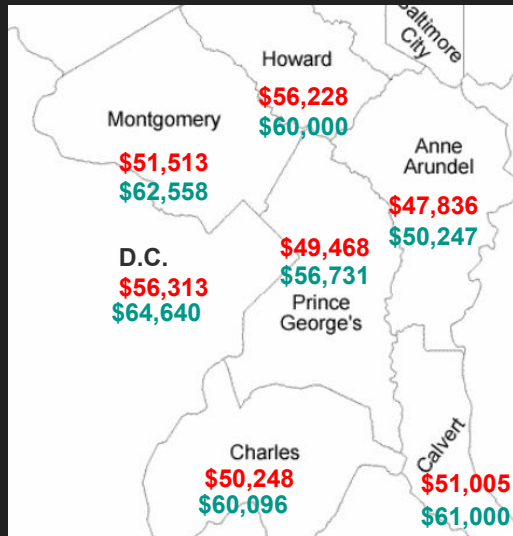 Baltimore
City
Howard
$56,228
$60,000
Montgomery
$51,513
$62,558
Anne
Arundel
$47,836
$50,247
D.C.
$56,313
$64,640
$49,468
$56,731
Prince
George's
Charles
$50,248
$60,096
Calvert
$51,005
$61,000